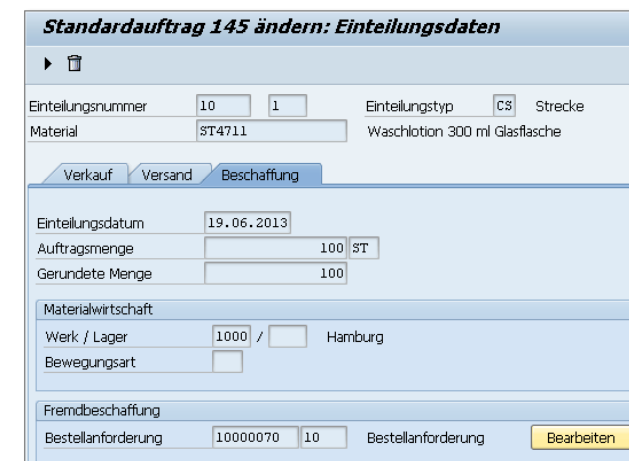 Standardauftrag 145 ändern: Einteilungsdaten
Einteilungsnummer 10 1 Einteilungstyp CS Strecke
Material ST4711 Waschlotion 300 ml Glasflasche
Verkauf Versand Beschaffung
Einteilungsdatum 19.06.2013
Auftragsmenge 100 ST
Gerundete Menge 100
Materialwirtschaft
Werk / Lager 1000 / Hamburg
Bewegungsart
Fremdbeschaffung
Bestellanforderung 10000070 10 Bestellanforderung Bearbeiten